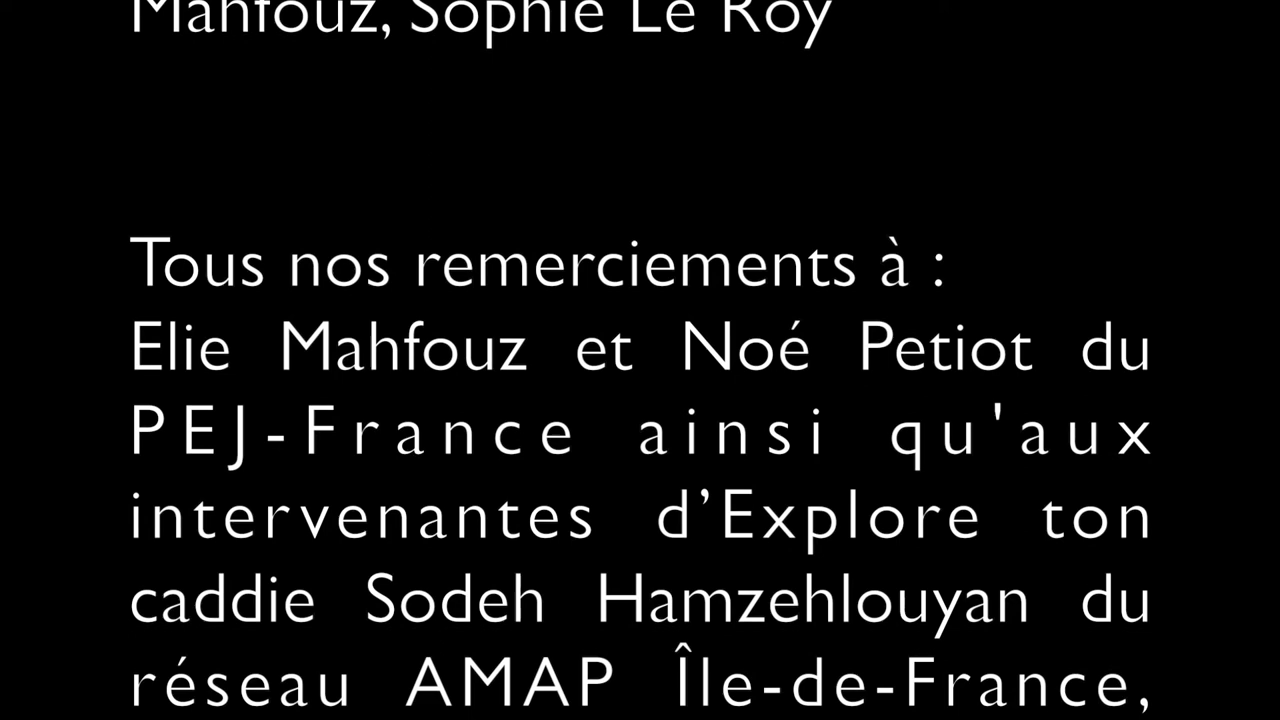 Mahfouz, Sophie Le Roy
Tous nos remerciements à :
Elie Mahfouz et Noé Petiot du
PEJ-France ainsi qu'aux
intervenantes d’Explore ton
caddie Sodeh Hamzehlouyan du
réseau AMAP Île-de-France,